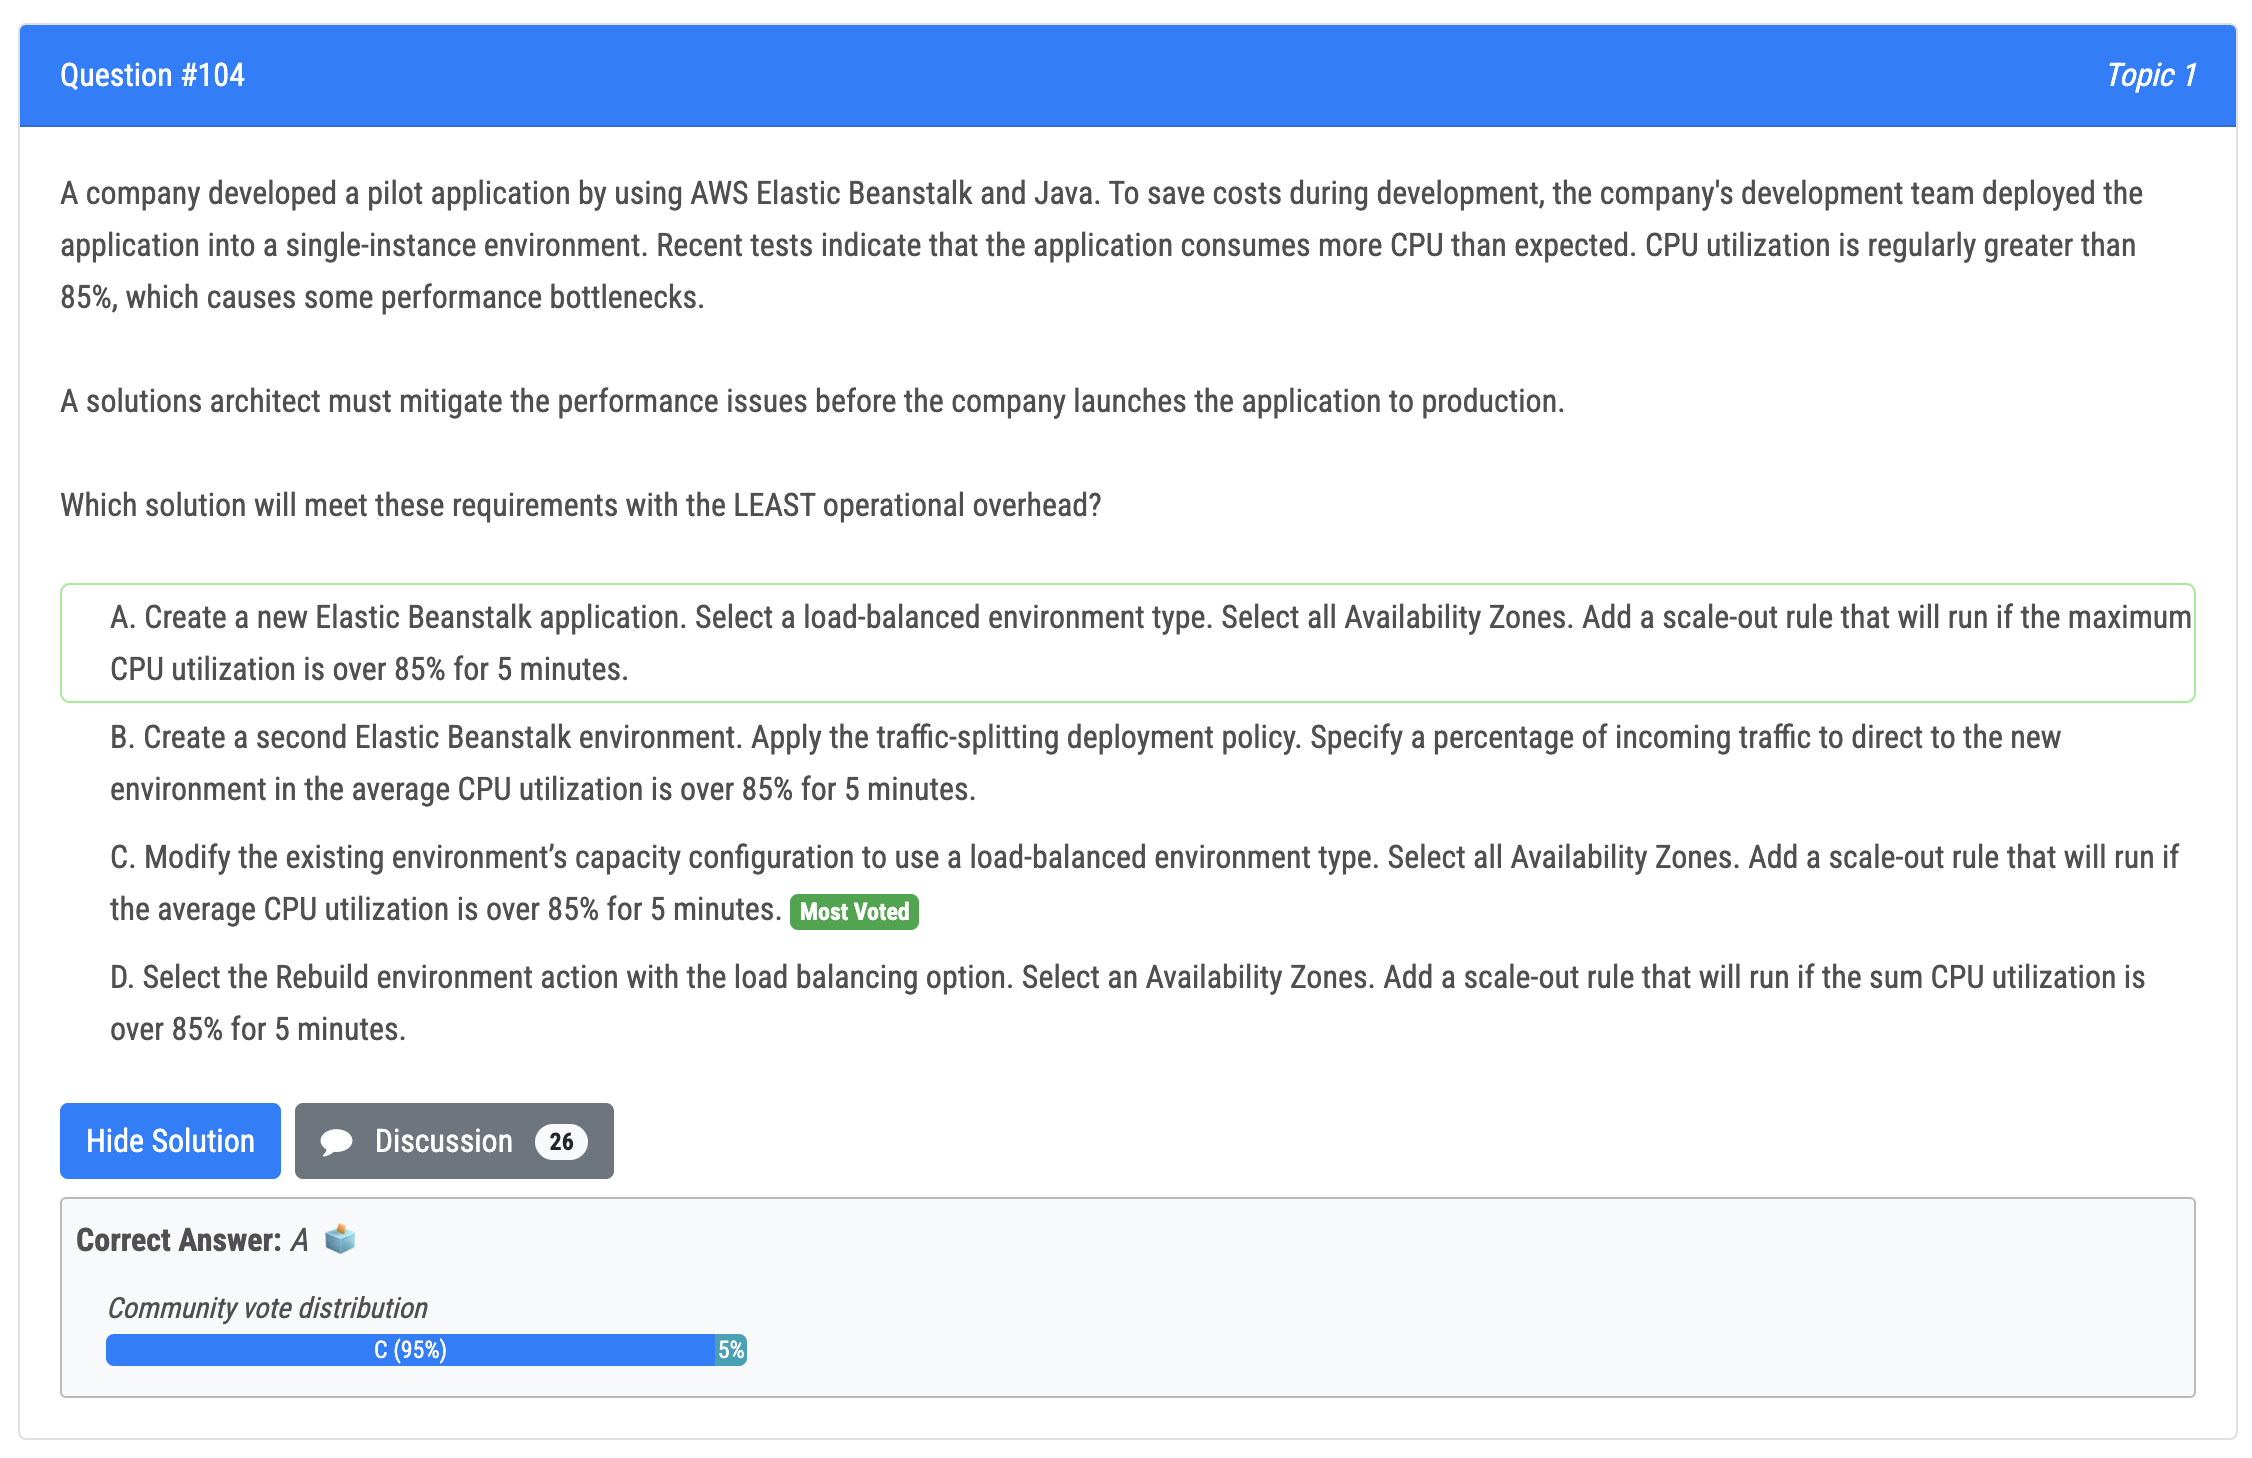 Question #104
Topic 1
A company developed a pilot application by using AWS Elastic Beanstalk and Java. To save costs during development, the company's development team deployed the
application into a single-instance environment. Recent tests indicate that the application consumes more CPU than expected. CPU utilization is regularly greater than
85%, which causes some performance bottlenecks.
A solutions architect must mitigate the performance issues before the company launches the application to production.
Which solution will meet these requirements with the LEAST operational overhead?
A. Create a new Elastic Beanstalk application. Select a load-balanced environment type. Select all Availability Zones. Add a scale-out rule that will run if the maximum
CPU utilization is over 85% for 5 minutes.
B. Create a second Elastic Beanstalk environment. Apply the traffic-splitting deployment policy. Specify a percentage of incoming traffic to direct to the new
environment in the average CPU utilization is over 85% for 5 minutes.
C. Modify the existing environment’s capacity configuration to use a load-balanced environment type. Select all Availability Zones. Add a scale-out rule that will run if
the average CPU utilization is over 85% for 5 minutes. Most Voted
D. Select the Rebuild environment action with the load balancing option. Select an Availability Zones. Add a scale-out rule that will run if the sum CPU utilization is
over 85% for 5 minutes.
Hide Solution
Discussion 26
Correct Answer: A
Community vote distribution
C (95%) 5%